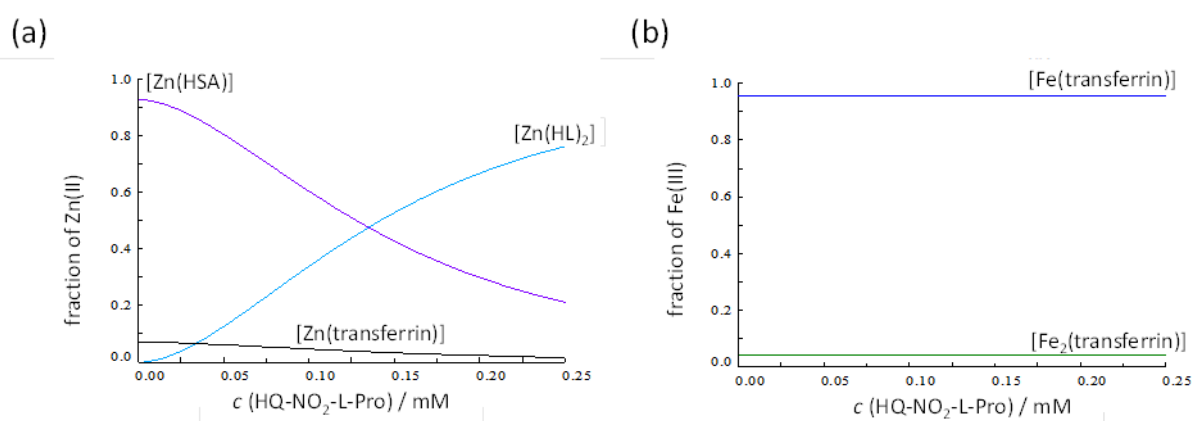 (a)
(b)
1.0
[Zn(HSA)]
[Zn(HL)2]
0.8
0.6
0.4
0.2
0.0
fraction of Zn(II)
[Zn(transferrin)]
0.00 0.05 0.10 0.15 0.20 0.25
c (HQ-NO2-L-Pro) / mM
1.0
[Fe(transferrin)]
0.8
0.6
0.4
0.2
0.0
fraction of Fe(III)
[Fe2(transferrin)]
0.00 0.05 0.10 0.15 0.20 0.25
c (HQ-NO2-L-Pro) / mM